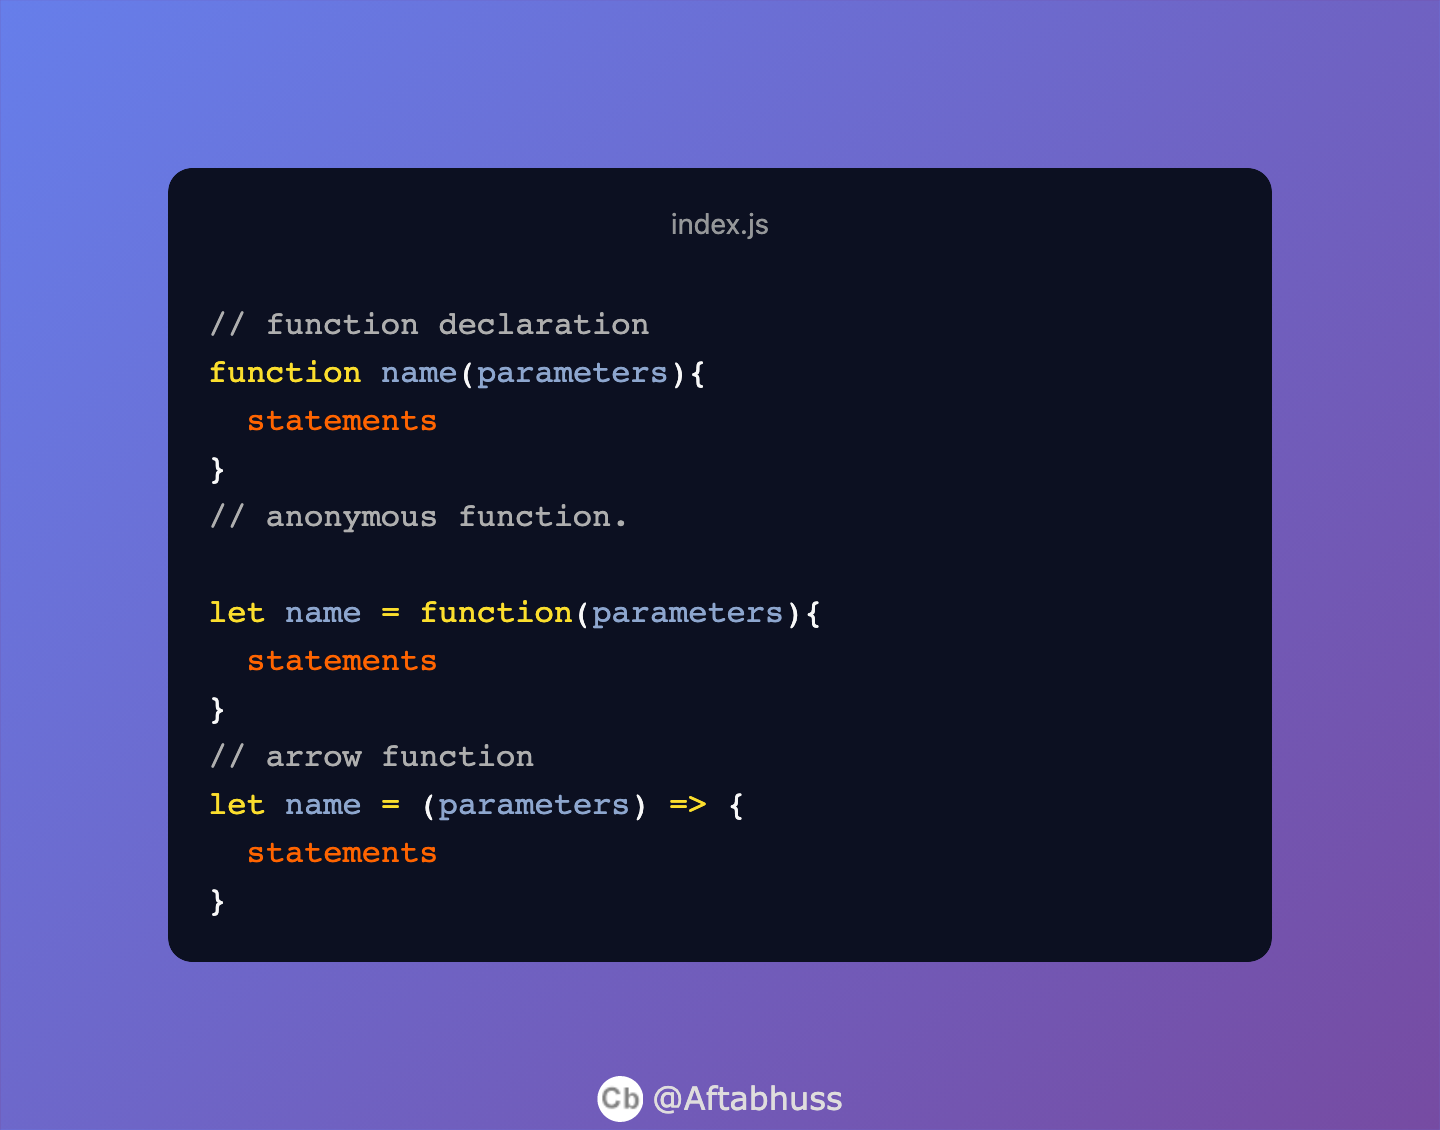 index.js
// function declaration
function name(parameters){
  statements
}
// anonymous function.
let name = function(parameters){
  statements
}
// arrow function
let name = (parameters) => {
  statements
}
Cb @Aftabhuss